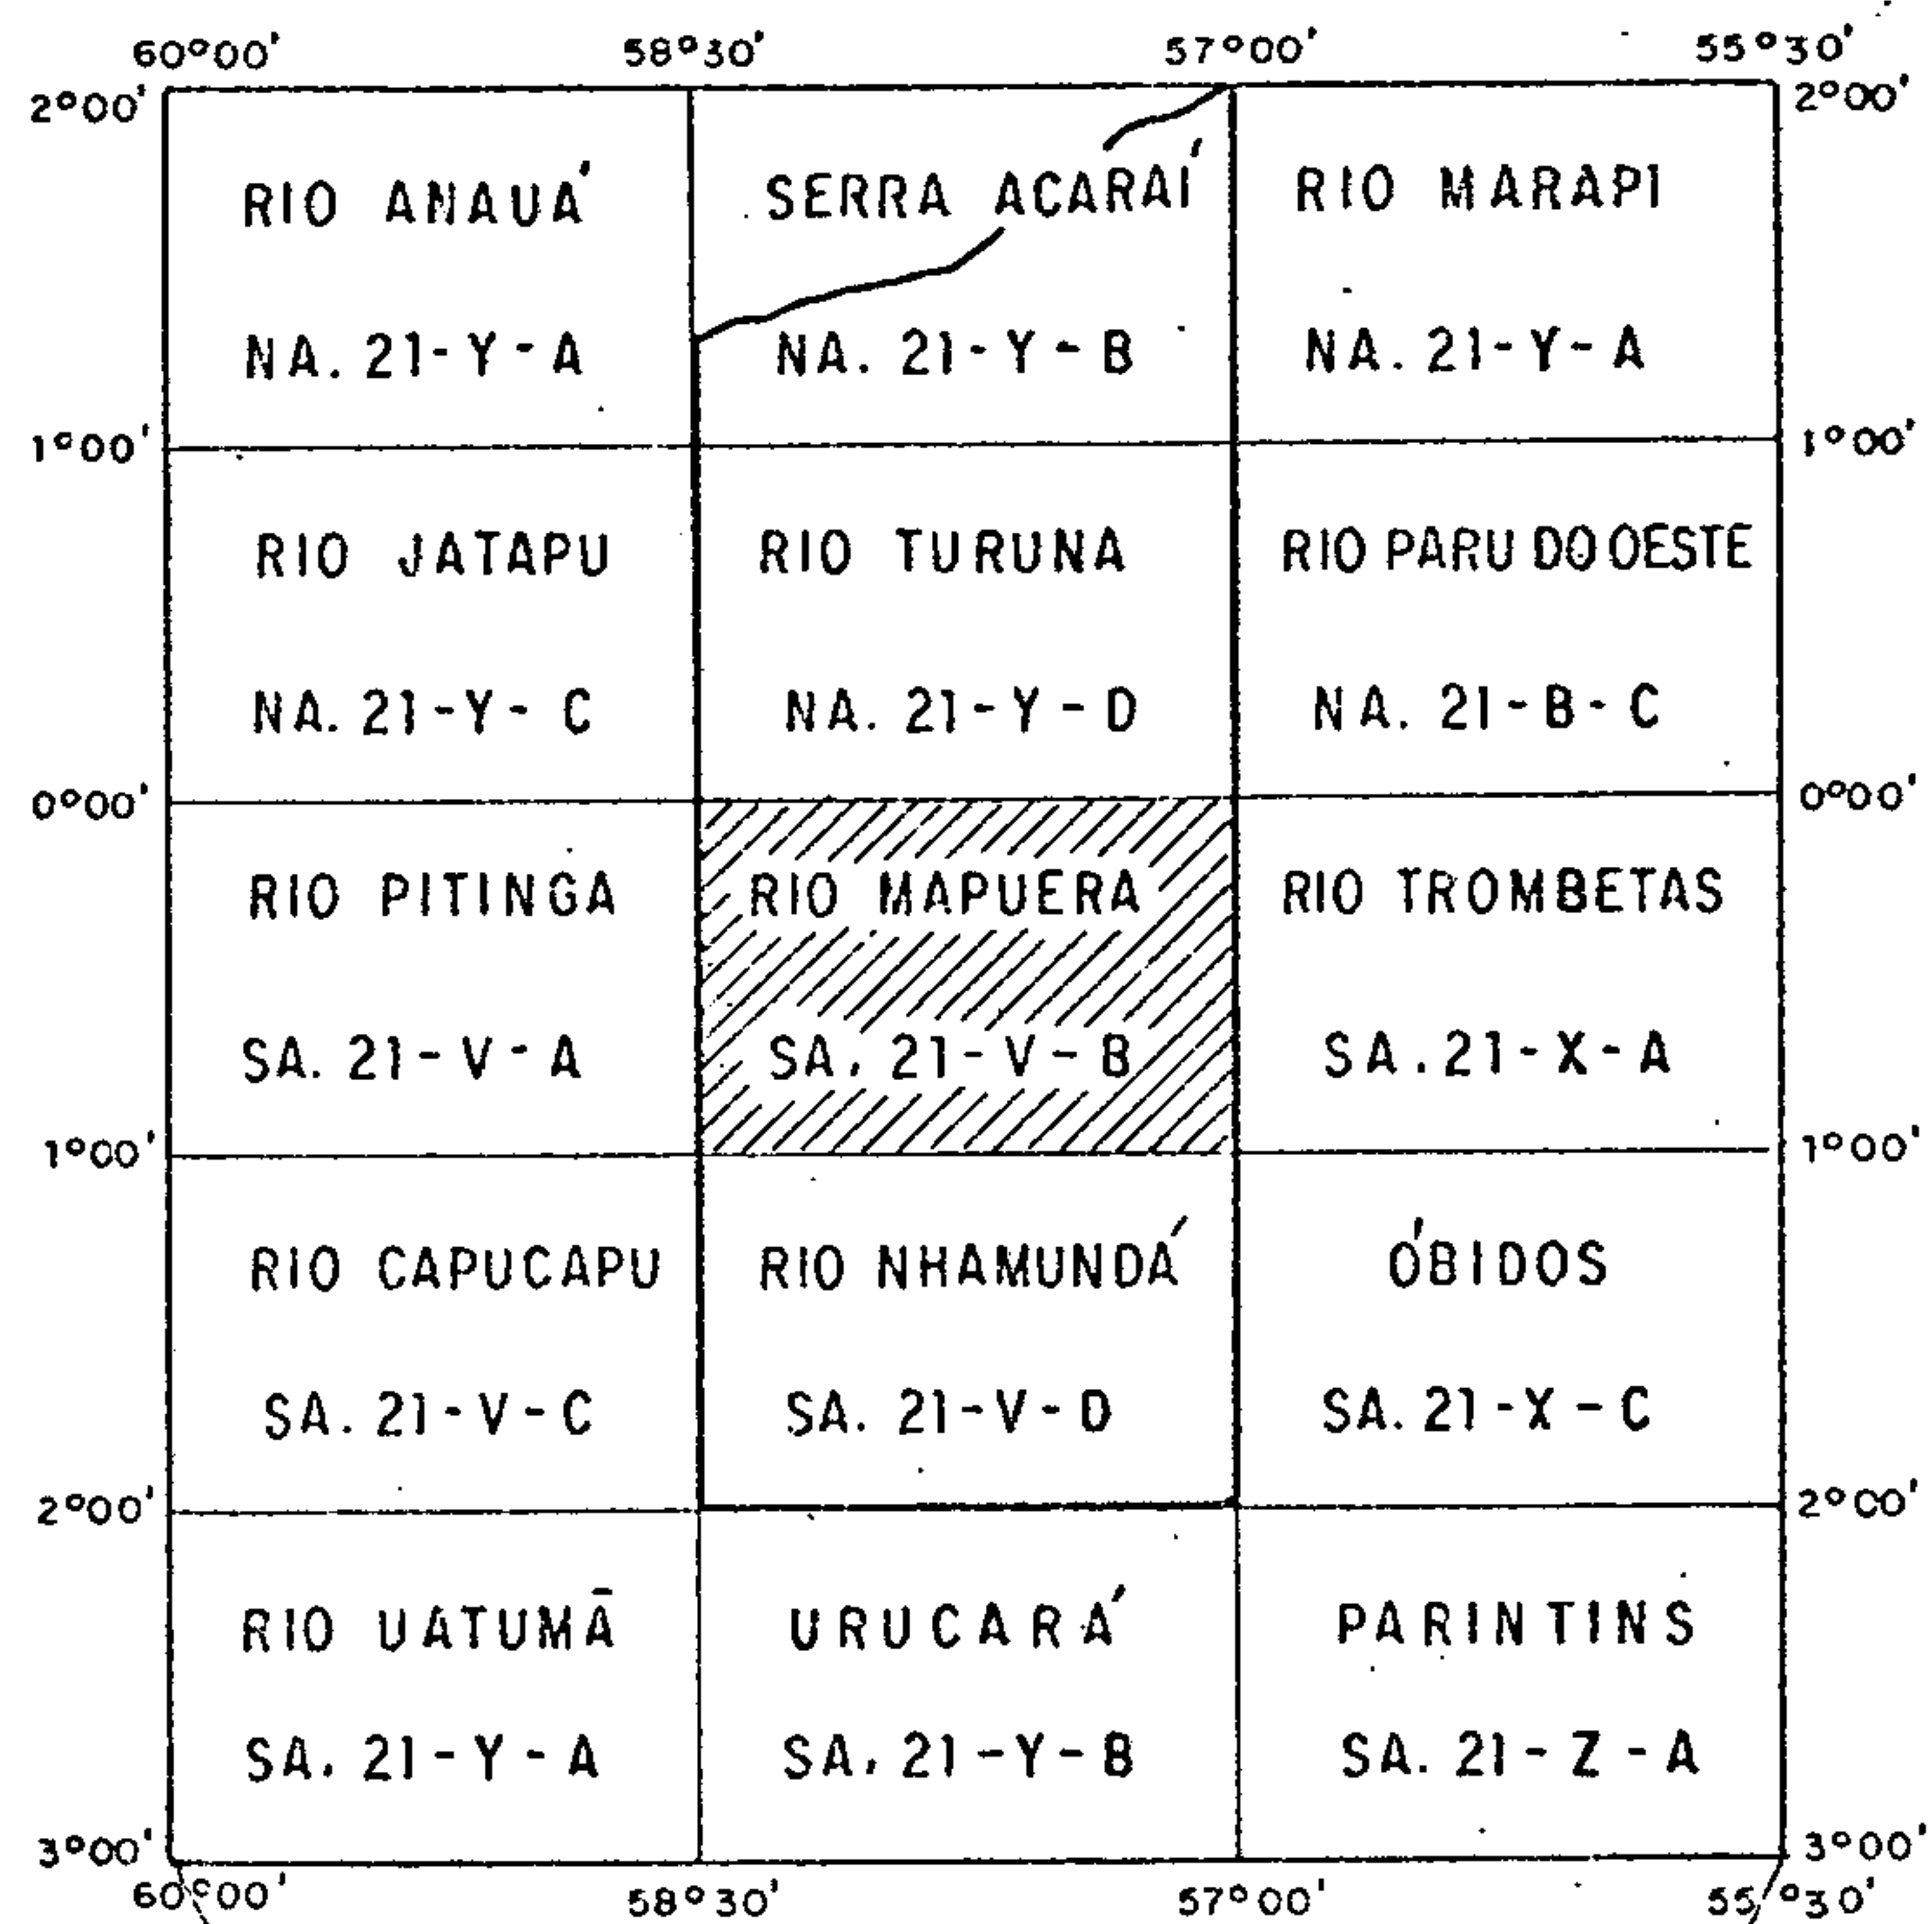 60°00' 58°30' 57°00' 55°30'
2°00' 2°00'
RIO ANAUÁ SERRA ACARAÍ RIO MARAPI
NA. 21-Y-A NA. 21-Y-B NA. 21-Y-A
1°00' 1°00'
RIO JATAPU RIO TURUNA RIO PARU DO OESTE
NA. 21-Y-C NA. 21-Y-D NA. 21-B-C
0°00' 0°00'
RIO PITINGA RIO MAPUERA RIO TROMBETAS
SA. 21-V-A SA. 21-V-B SA. 21-X-A
1°00' 1°00'
RIO CAPUCAPU RIO NHAMUNDÁ ÓBIDOS
SA. 21-V-C SA. 21-V-D SA. 21-X-C
2°00' 2°00'
RIO UATUMÃ URUCARÁ PARINTINS
SA. 21-Y-A SA. 21-Y-B SA. 21-Z-A
3°00' 3°00'
60°00' 58°30' 57°00' 55°30'